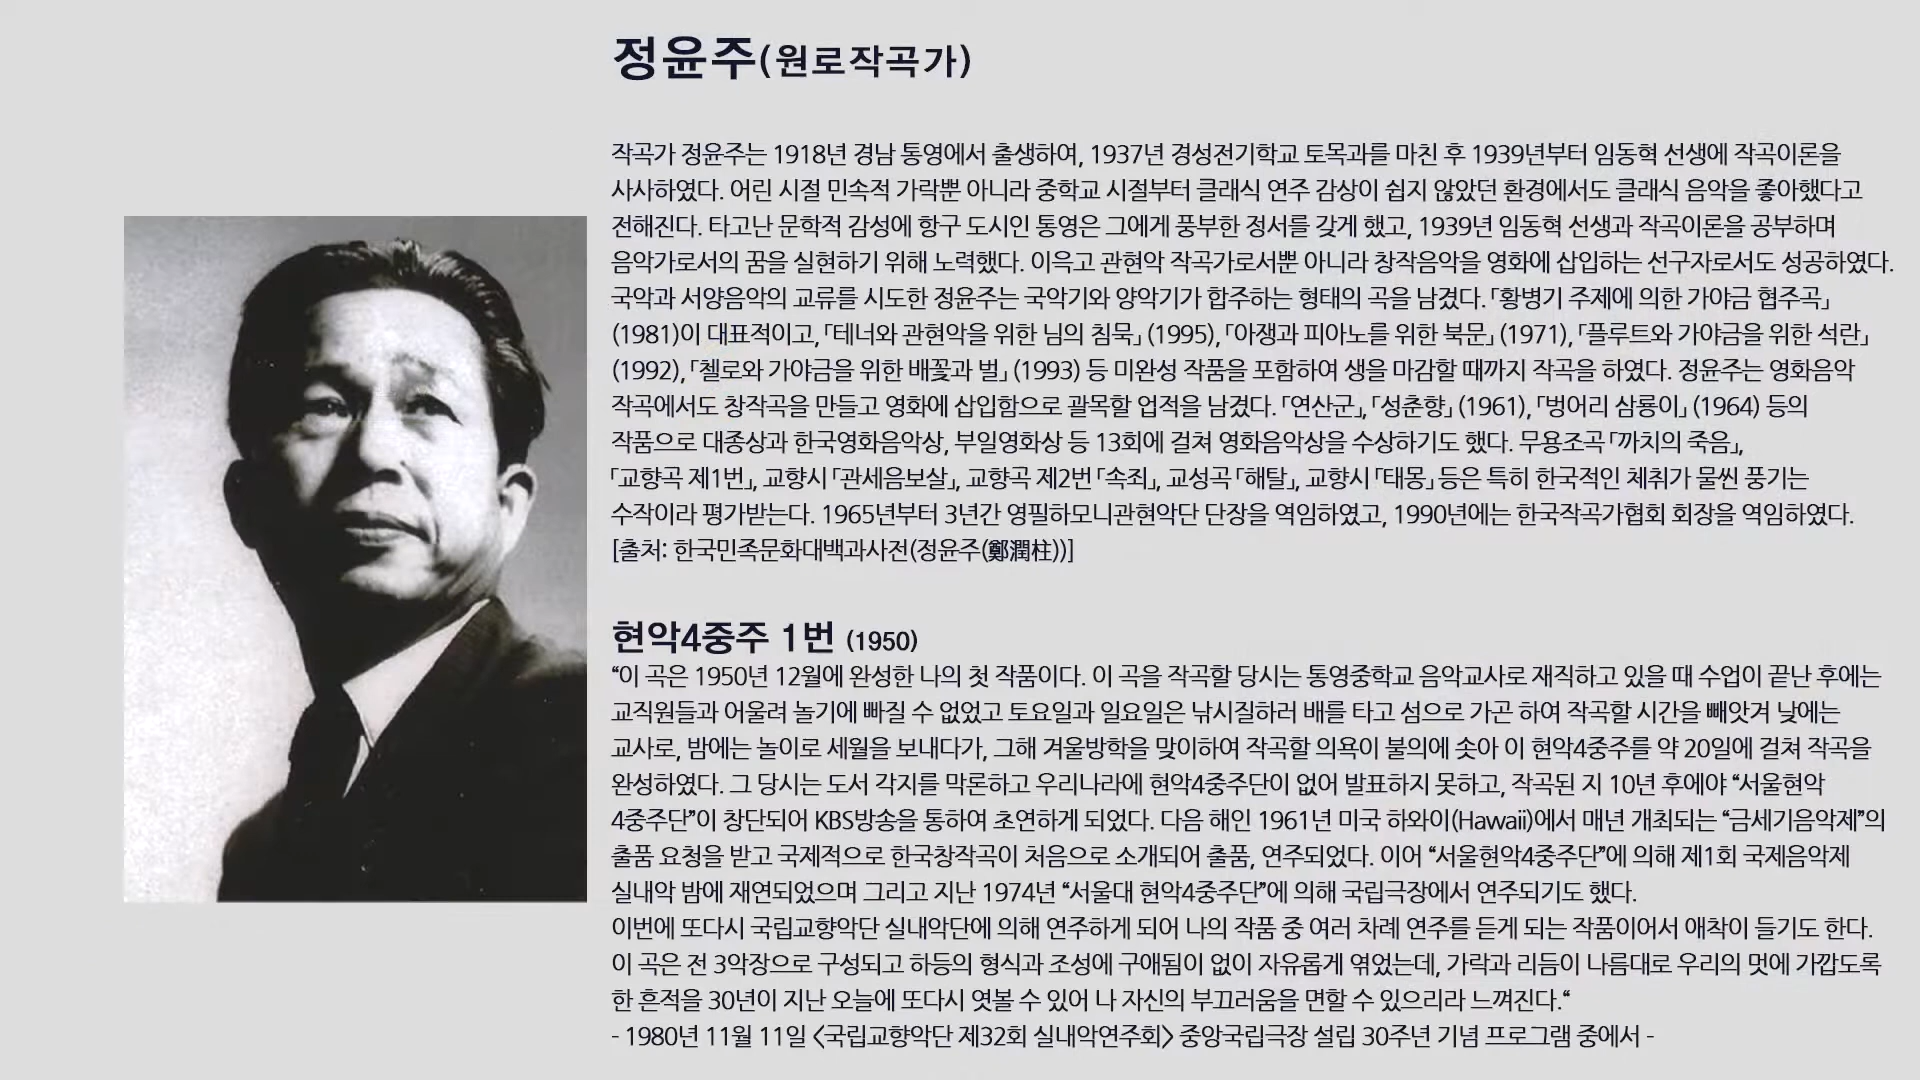 정윤주(원로작곡가)
작곡가 정윤주는 1918년 경남 통영에서 출생하여, 1937년 경성전기학교 토목과를 마친 후 1939년부터 임동혁 선생에 작곡이론을
사사하였다. 어린 시절 민속적 가락뿐 아니라 중학교 시절부터 클래식 연주 감상이 쉽지 않았던 환경에서도 클래식 음악을 좋아했다고
전해진다. 타고난 문학적 감성에 항구 도시인 통영은 그에게 풍부한 정서를 갖게 했고, 1939년 임동혁 선생과 작곡이론을 공부하며
음악가로서의 꿈을 실현하기 위해 노력했다. 이윽고 관현악 작곡가로서뿐 아니라 창작음악을 영화에 삽입하는 선구자로서도 성공하였다.
국악과 서양음악의 교류를 시도한 정윤주는 국악기와 양악기가 합주하는 형태의 곡을 남겼다.「황병기 주제에 의한 가야금 협주곡」
(1981)이 대표적이고,「테너와 관현악을 위한 님의 침묵」(1995),「아쟁과 피아노를 위한 북문」(1971),「플루트와 가야금을 위한 석란」
(1992),「첼로와 가야금을 위한 배꽃과 벌」(1993) 등 미완성 작품을 포함하여 생을 마감할 때까지 작곡을 하였다. 정윤주는 영화음악
작곡에서도 창작곡을 만들고 영화에 삽입함으로 괄목할 업적을 남겼다.「연산군」,「성춘향」(1961),「벙어리 삼룡이」(1964) 등의
작품으로 대종상과 한국영화음악상, 부일영화상 등 13회에 걸쳐 영화음악상을 수상하기도 했다. 무용조곡「까치의 죽음」,
「교향곡 제1번」, 교향시「관세음보살」, 교향곡 제2번「속죄」, 교성곡「해탈」, 교향시「태몽」등은 특히 한국적인 체취가 물씬 풍기는
수작이라 평가받는다. 1965년부터 3년간 영필하모니관현악단 단장을 역임하였고, 1990년에는 한국작곡가협회 회장을 역임하였다.
[출처: 한국민족문화대백과사전(정윤주(鄭潤柱))]
현악4중주 1번 (1950)
“이 곡은 1950년 12월에 완성한 나의 첫 작품이다. 이 곡을 작곡할 당시는 통영중학교 음악교사로 재직하고 있을 때 수업이 끝난 후에는
교직원들과 어울려 놀기에 빠질 수 없었고 토요일과 일요일은 낚시질하러 배를 타고 섬으로 가곤 하여 작곡할 시간을 빼앗겨 낮에는
교사로, 밤에는 놀이로 세월을 보내다가, 그해 겨울방학을 맞이하여 작곡할 의욕이 불의에 솟아 이 현악4중주를 약 20일에 걸쳐 작곡을
완성하였다. 그 당시는 도서 각지를 막론하고 우리나라에 현악4중주단이 없어 발표하지 못하고, 작곡된 지 10년 후에야 “서울현악
4중주단”이 창단되어 KBS방송을 통하여 초연하게 되었다. 다음 해인 1961년 미국 하와이(Hawaii)에서 매년 개최되는 “금세기음악제”의
출품 요청을 받고 국제적으로 한국창작곡이 처음으로 소개되어 출품, 연주되었다. 이어 “서울현악4중주단”에 의해 제1회 국제음악제
실내악 밤에 재연되었으며 그리고 지난 1974년 “서울대 현악4중주단”에 의해 국립극장에서 연주되기도 했다.
이번에 또다시 국립교향악단 실내악단에 의해 연주하게 되어 나의 작품 중 여러 차례 연주를 듣게 되는 작품이어서 애착이 들기도 한다.
이 곡은 전 3악장으로 구성되고 하등의 형식과 조성에 구애됨이 없이 자유롭게 엮었는데, 가락과 리듬이 나름대로 우리의 멋에 가깝도록
한 흔적을 30년이 지난 오늘에 또다시 엿볼 수 있어 나 자신의 부끄러움을 면할 수 있으리라 느껴진다.“
- 1980년 11월 11일 <국립교향악단 제32회 실내악연주회> 중앙국립극장 설립 30주년 기념 프로그램 중에서 -